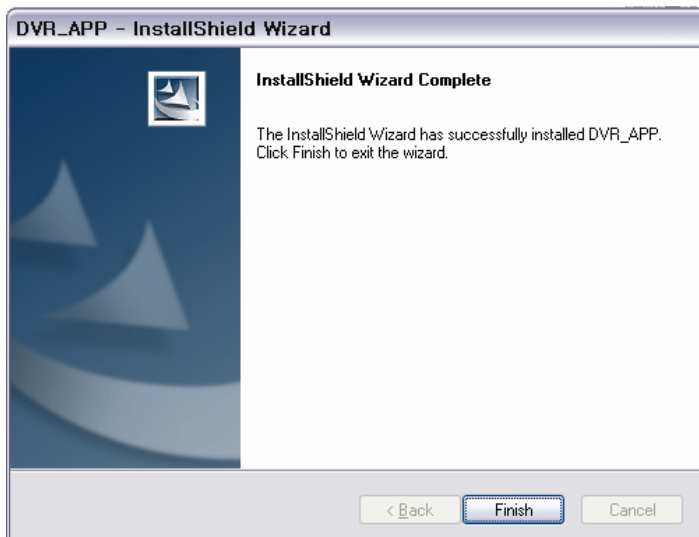 DVR_APP - InstallShield Wizard
InstallShield Wizard Complete
The InstallShield Wizard has successfully installed DVR_APP.
Click Finish to exit the wizard.
< Back
Finish
Cancel